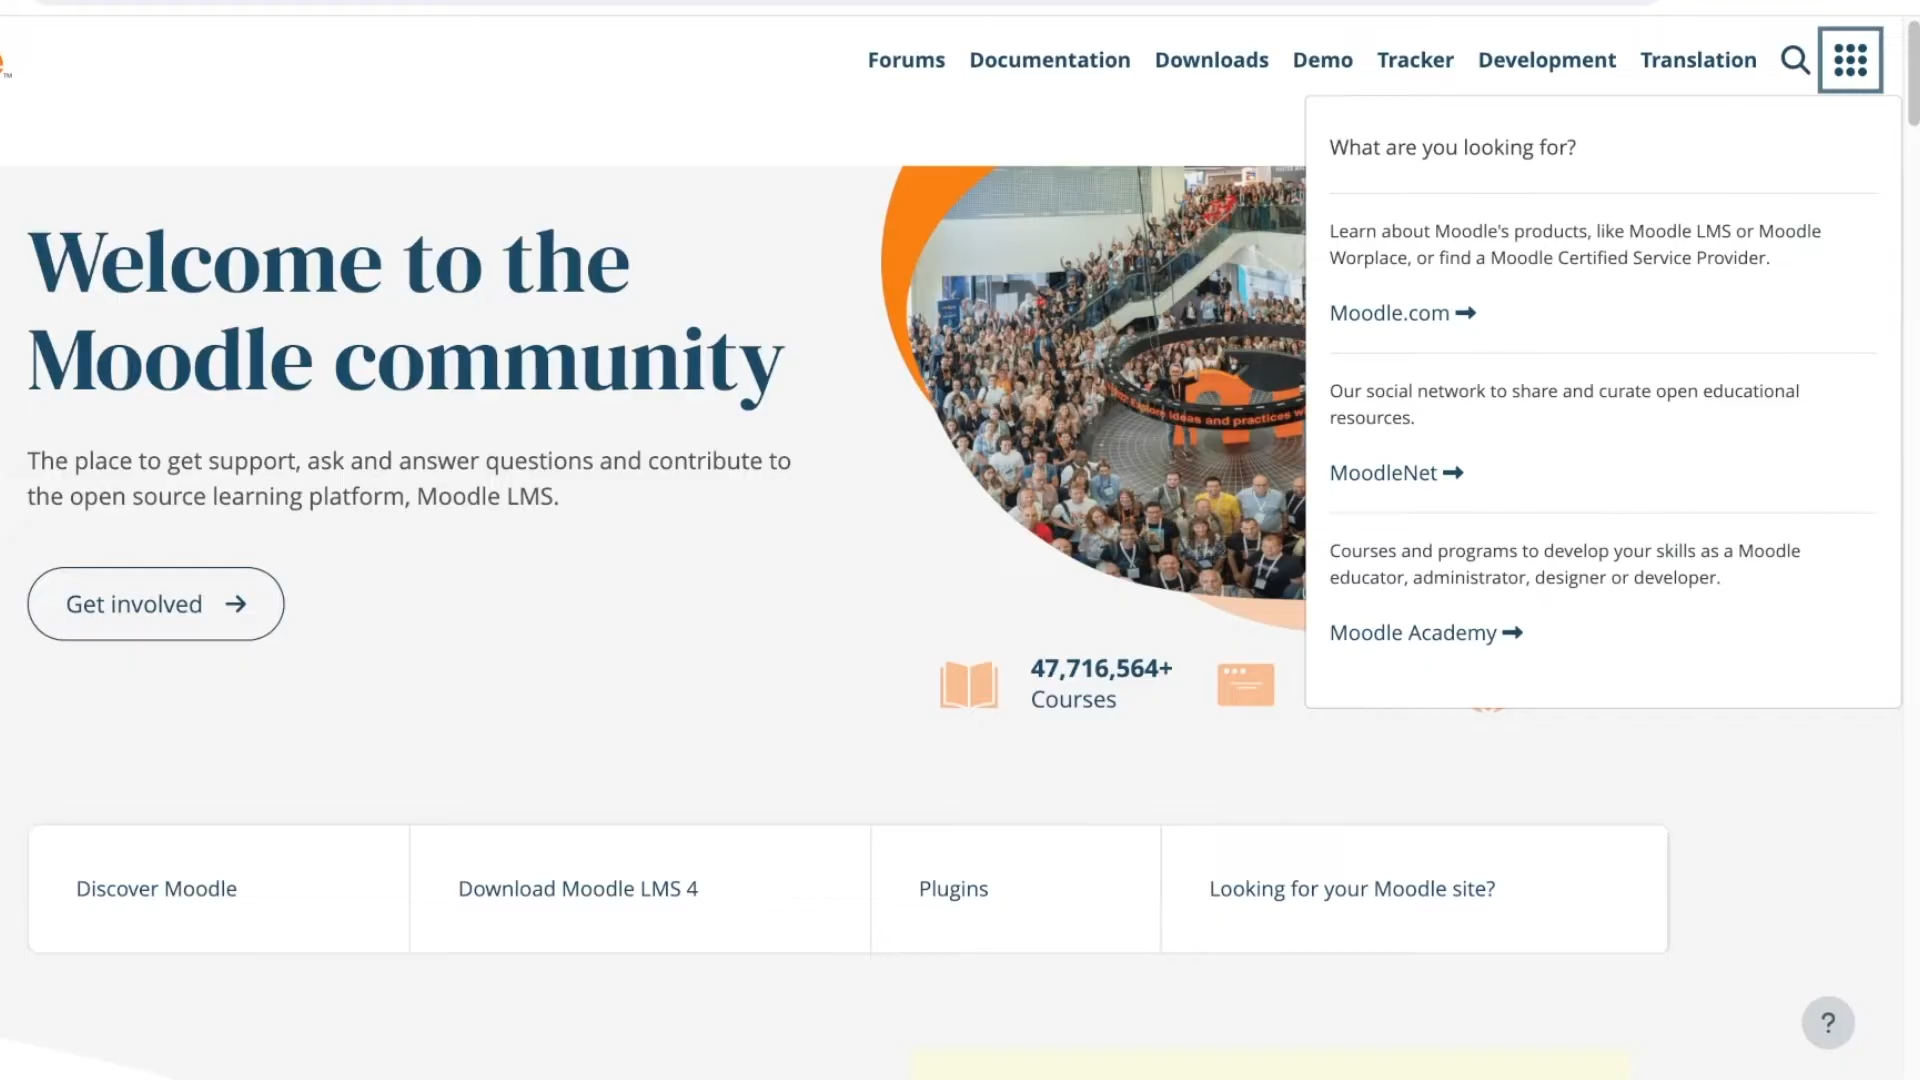 TM
Forums Documentation Downloads Demo Tracker Development Translation
What are you looking for?
Learn about Moodle's products, like Moodle LMS or Moodle
Worplace, or find a Moodle Certified Service Provider.
Moodle.com
Our social network to share and curate open educational
resources.
MoodleNet
Courses and programs to develop your skills as a Moodle
educator, administrator, designer or developer.
Moodle Academy
Welcome to the
Moodle community
The place to get support, ask and answer questions and contribute to
the open source learning platform, Moodle LMS.
Get involved
Explore ideas and practices
47,716,564+
Courses
Discover Moodle
Download Moodle LMS 4
Plugins
Looking for your Moodle site?
?